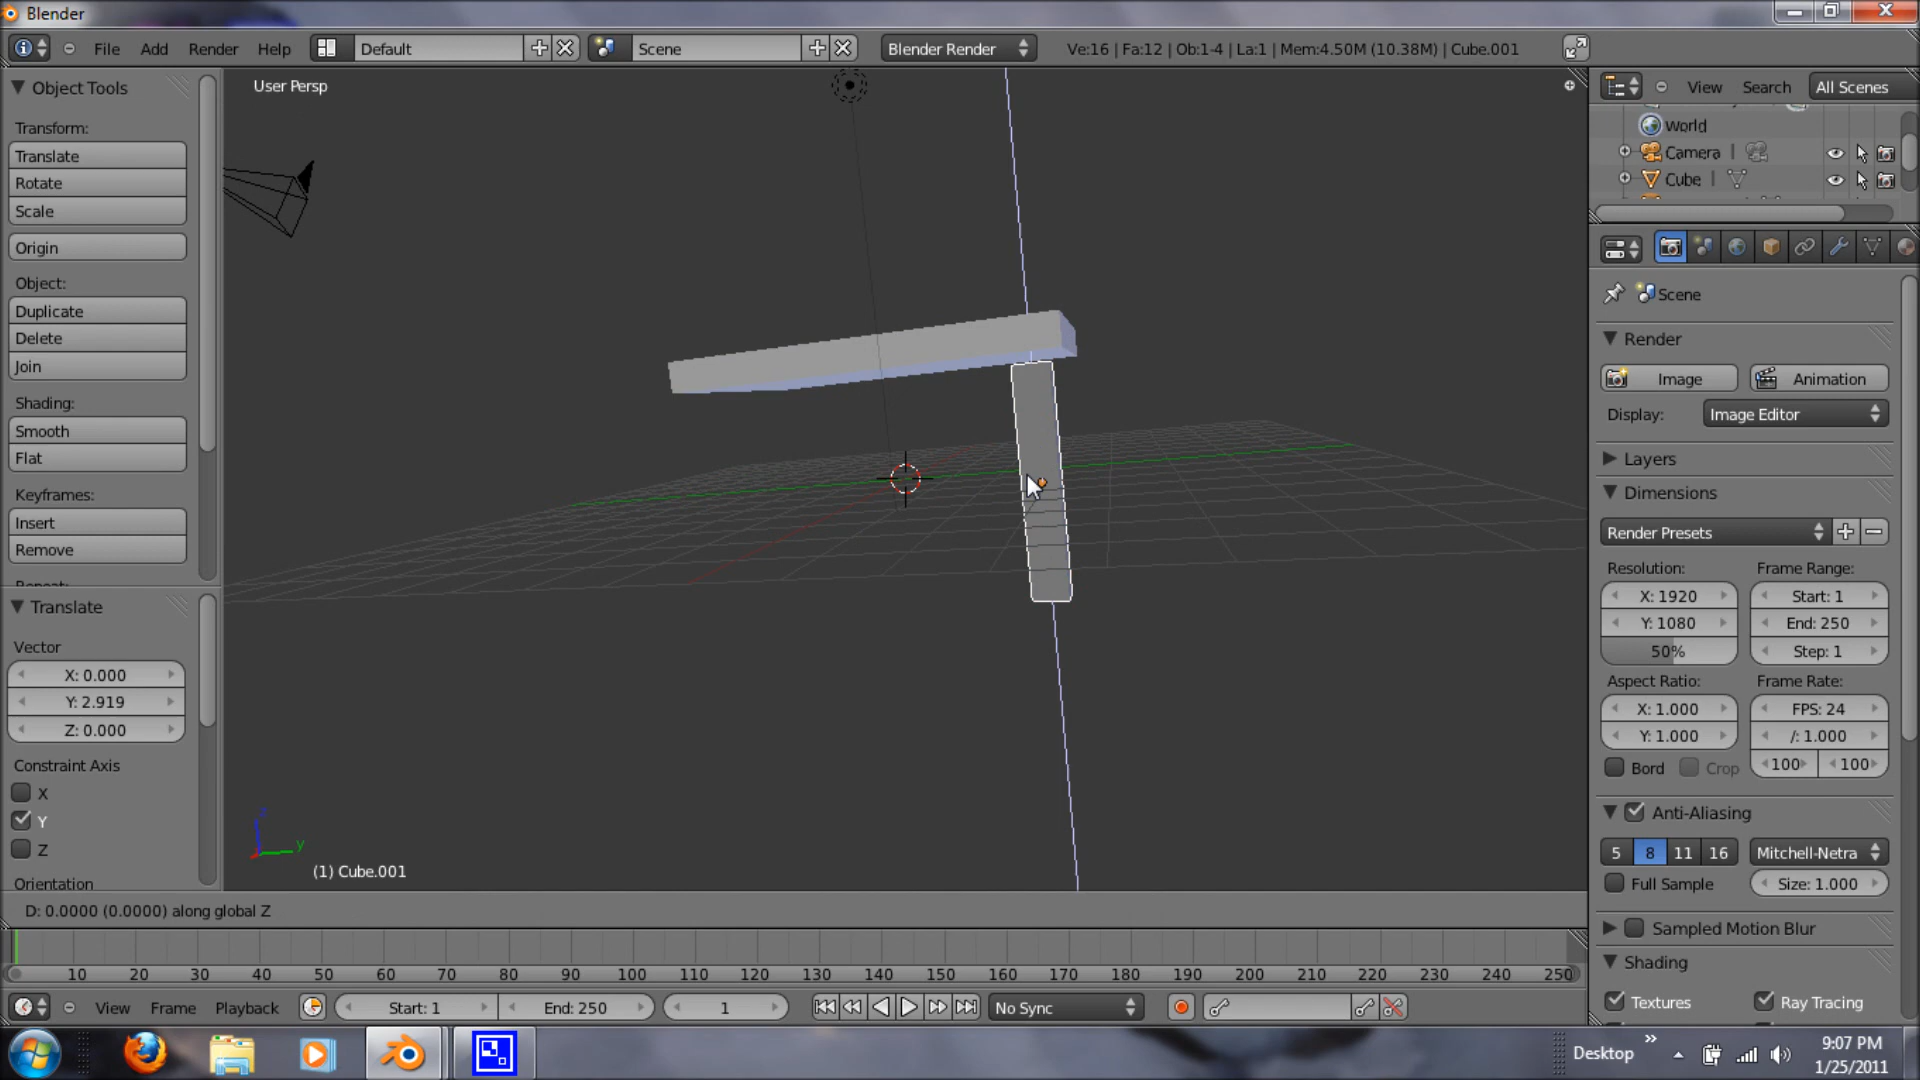 Blender
File Add Render Help Default Scene Blender Render Ve:16 | Fa:12 | Ob:1-4 | La:1 | Mem:4.50M (10.38M) | Cube.001
Object Tools
Transform:
Translate
Rotate
Scale
Origin
Object:
Duplicate
Delete
Join
Shading:
Smooth
Flat
Keyframes:
Insert
Remove
Translate
Vector
X: 0.000
Y: 2.919
Z: 0.000
Constraint Axis
X
Y
Z
Orientation
User Persp
y
(1) Cube.001
D: 0.0000 (0.0000) along global Z
View Search All Scenes
World
Camera
Cube
Scene
Render
Image Animation
Display: Image Editor
Layers
Dimensions
Render Presets
Resolution: Frame Range:
X: 1920 Start: 1
Y: 1080 End: 250
50% Step: 1
Aspect Ratio: Frame Rate:
X: 1.000 FPS: 24
Y: 1.000 /: 1.000
Bord Crop 100 100
Anti-Aliasing
5 8 11 16 Mitchell-Netra
Full Sample Size: 1.000
Sampled Motion Blur
Shading
Textures Ray Tracing
10 20 30 40 50 60 70 80 90 100 110 120 130 140 150 160 170 180 190 200 210 220 230 240 250
View Frame Playback Start: 1 End: 250 1 No Sync
Desktop
9:07 PM
1/25/2011